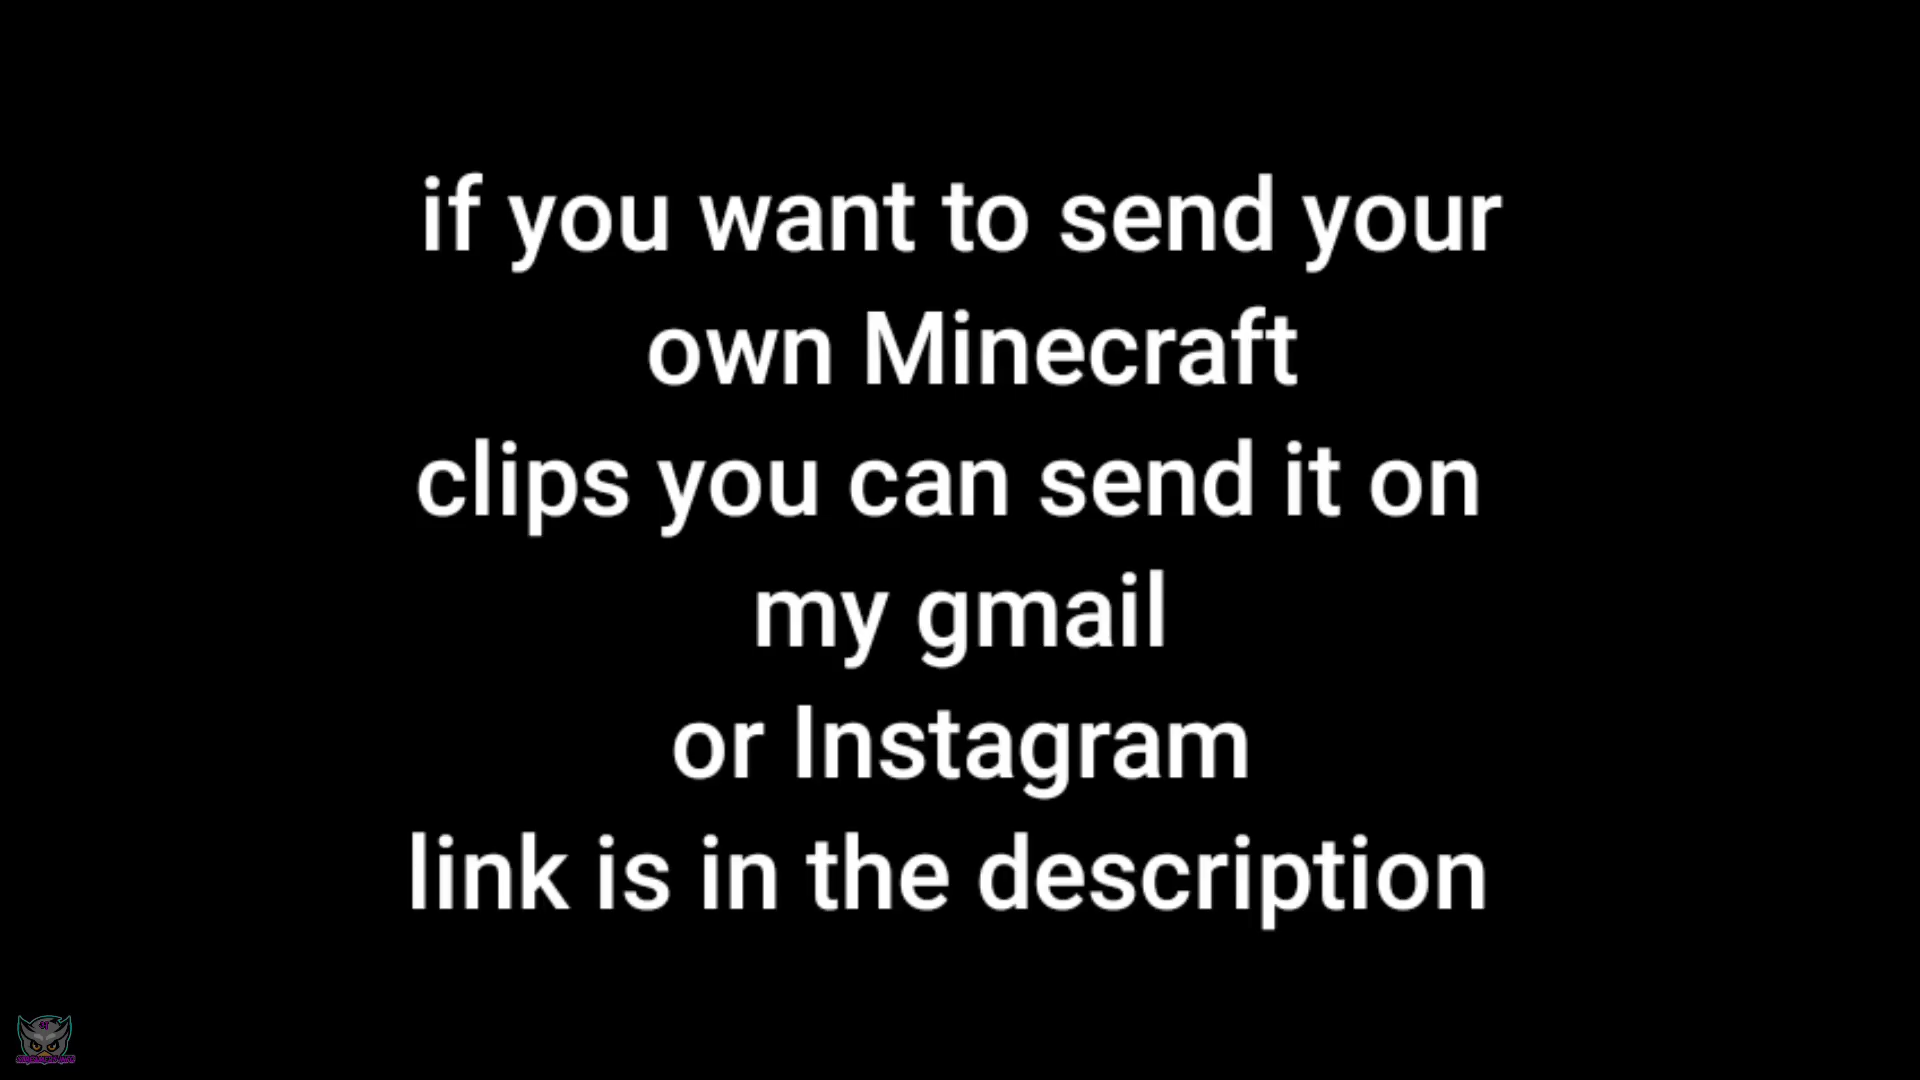 if you want to send your
own Minecraft
clips you can send it on
my gmail
or Instagram
link is in the description